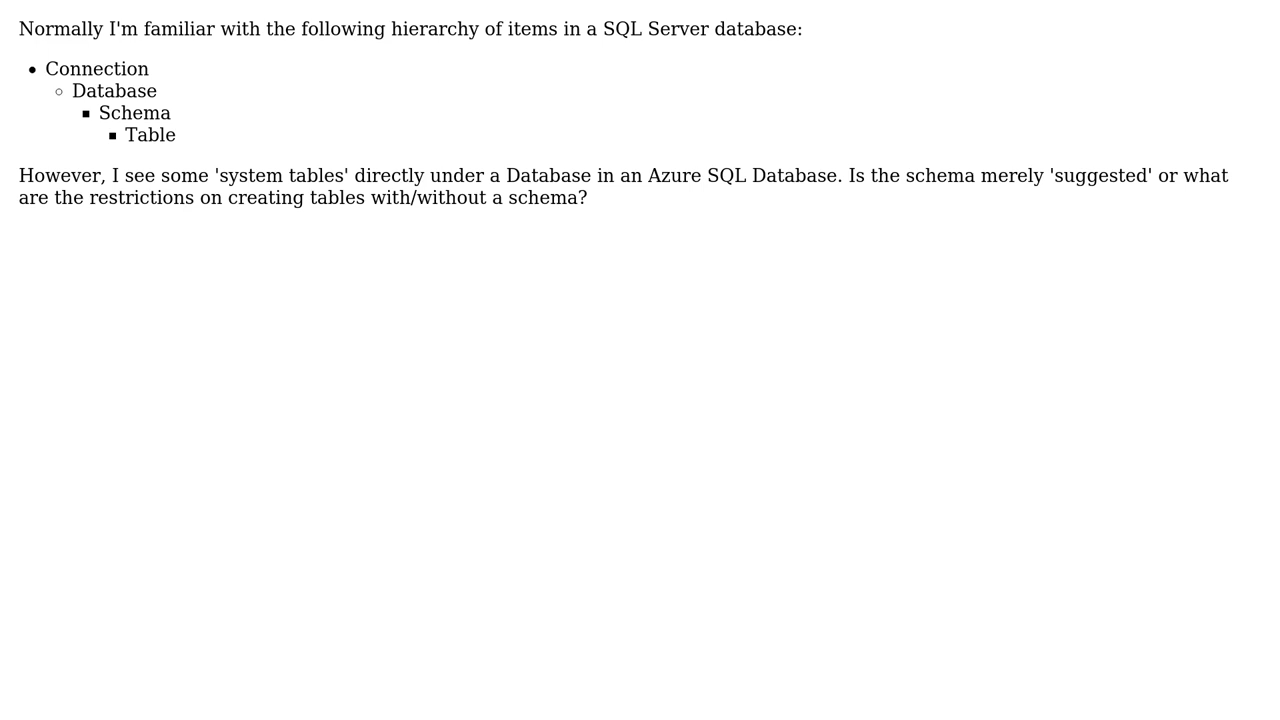 Normally I'm familiar with the following hierarchy of items in a SQL Server database:
Connection
Database
Schema
Table
However, I see some 'system tables' directly under a Database in an Azure SQL Database. Is the schema merely 'suggested' or what
are the restrictions on creating tables with/without a schema?